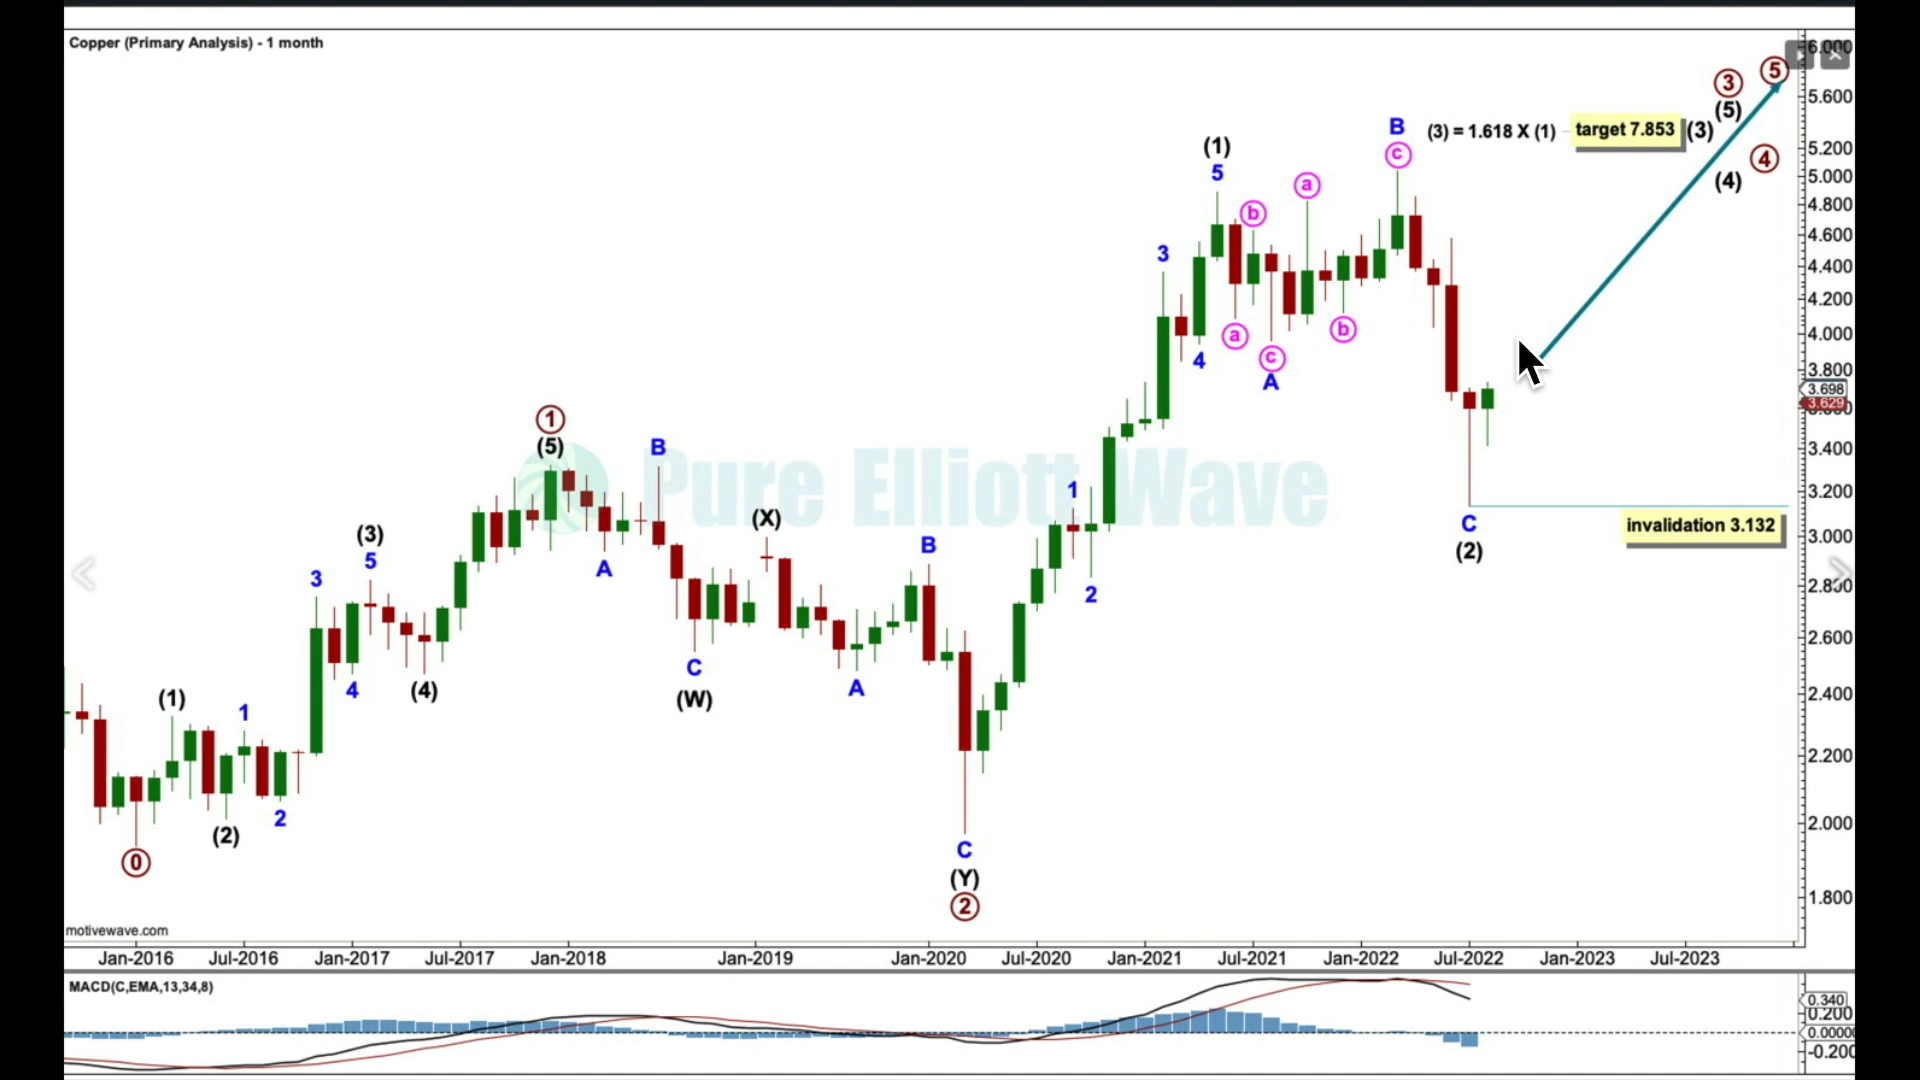 Copper (Primary Analysis) - 1 month
6.000
5
3
5.600
(5)
B
(3) = 1.618 X (1)
target 7.853
(3)
(1)
5.200
c
4
5
5.000
(4)
a
4.800
b
4.600
3
4.400
4.200
4.000
a
b
4
c
3.800
A
3.698
3.629
1
(5)
B
3.400
Pure Elliott Wave
1
3.200
(X)
C
invalidation 3.132
(3)
3.000
B
(2)
5
A
3
2.800
2
2.600
C
4
(4)
A
2.400
(1)
(W)
1
2.200
2
2.000
(2)
C
0
(Y)
1.800
2
motivewave.com
Jan-2016 Jul-2016 Jan-2017 Jul-2017 Jan-2018 Jan-2019 Jan-2020 Jul-2020 Jan-2021 Jul-2021 Jan-2022 Jul-2022 Jan-2023 Jul-2023
MACD(C,EMA,13,34,8)
0.340
0.200
0.0000
-0.200